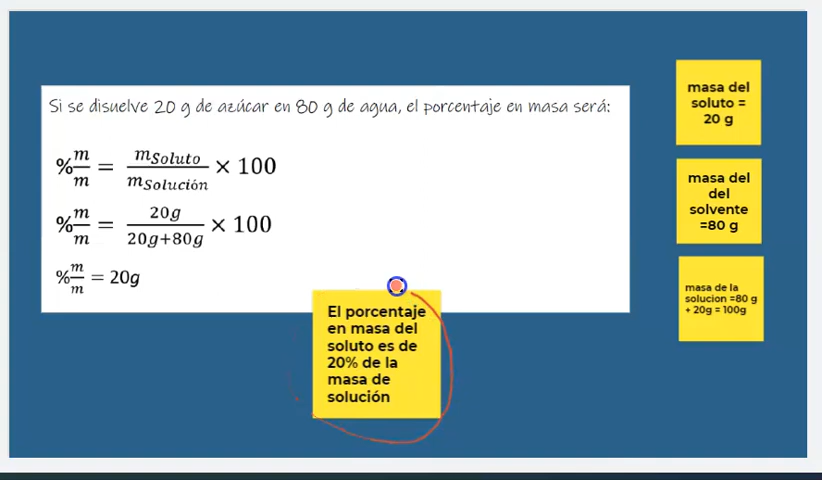 Si se disuelve 20 g de azúcar en 80 g de agua, el porcentaje en masa será:
%m/m = mSoluto/mSolución × 100
%m/m = 20g/20g+80g × 100
%m/m = 20g
El porcentaje
en masa del
soluto es de
20% de la
masa de
solución
masa del
soluto =
20 g
masa del
del
solvente
=80 g
masa de la
solucion =80 g
+ 20g = 100g